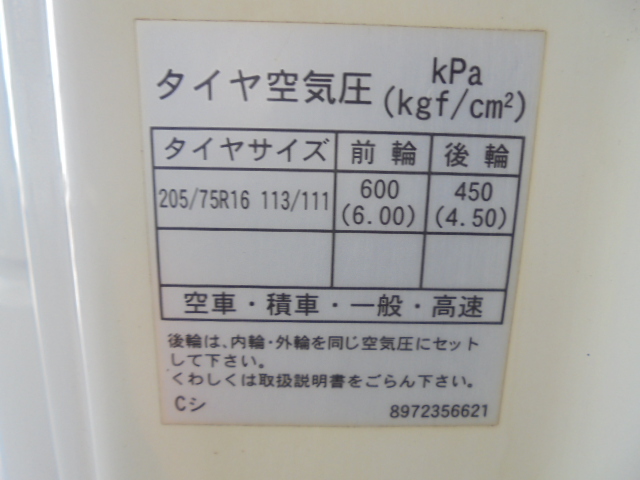 タイヤ空気圧 kPa
(kgf/cm²)
タイヤサイズ 前輪 後輪
205/75R16 113/111 600 450
(6.00) (4.50)
空車・積車・一般・高速
後輪は、内輪・外輪を同じ空気圧にセット
して下さい。
くわしくは取扱説明書をごらん下さい。
Cシ 8972356621